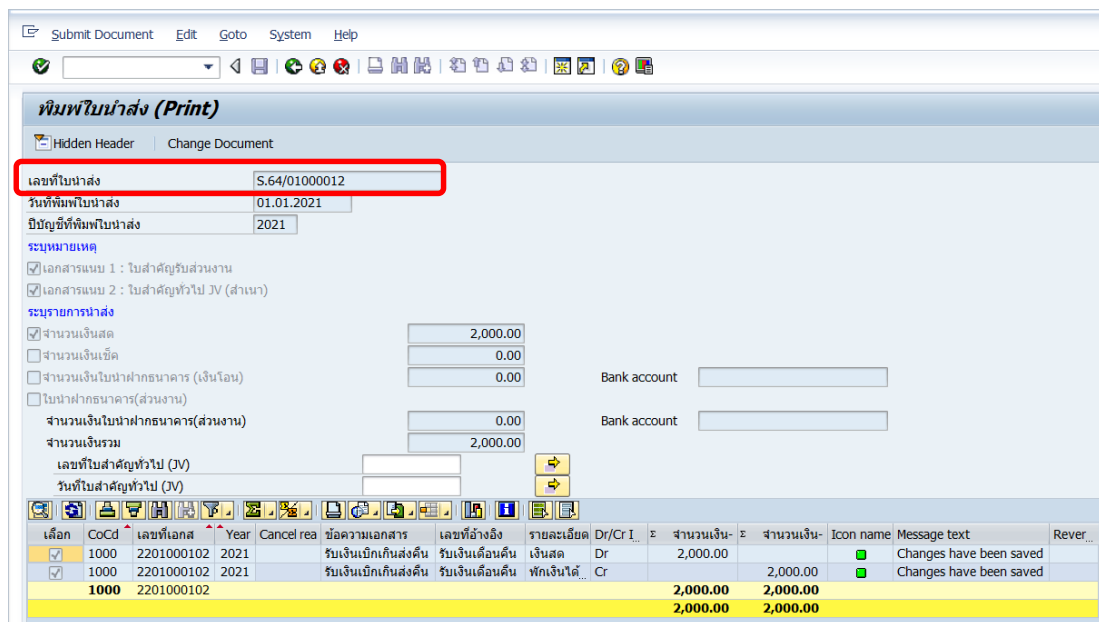 Submit Document Edit Goto System Help
พิมพ์ใบนำส่ง (Print)
Hidden Header Change Document
เลขที่ใบนำส่ง S.64/01000012
วันที่พิมพ์ใบนำส่ง 01.01.2021
ปีบัญชีที่พิมพ์ใบนำส่ง 2021
ระบุหมายเหตุ
เอกสารแนบ 1 : ใบสำคัญรับส่วนงาน
เอกสารแนบ 2 : ใบสำคัญทั่วไป JV (สำเนา)
ระบุรายการนำส่ง
จำนวนเงินสด 2,000.00
จำนวนเงินเช็ค 0.00
จำนวนเงินใบนำฝากธนาคาร (เงินโอน) 0.00 Bank account
ใบนำฝากธนาคาร(ส่วนงาน)
จำนวนเงินใบนำฝากธนาคาร(ส่วนงาน) 0.00 Bank account
จำนวนเงินรวม 2,000.00
เลขที่ใบสำคัญทั่วไป (JV)
วันที่ใบสำคัญทั่วไป (JV)
เลือก CoCd เลขที่เอกส Year Cancel rea ข้อความเอกสาร เลขที่อ้างอิง รายละเอียด Dr/Cr I... Σ จำนวนเงิน- Σ จำนวนเงิน- Icon name Message text Rever...
1000 2201000102 2021 รับเงินเบิกเกินส่งคืน รับเงินเดือนคืน เงินสด Dr 2,000.00 Changes have been saved
1000 2201000102 2021 รับเงินเบิกเกินส่งคืน รับเงินเดือนคืน พักเงินได้... Cr 2,000.00 Changes have been saved
1000 2201000102 2,000.00 2,000.00
2,000.00 2,000.00